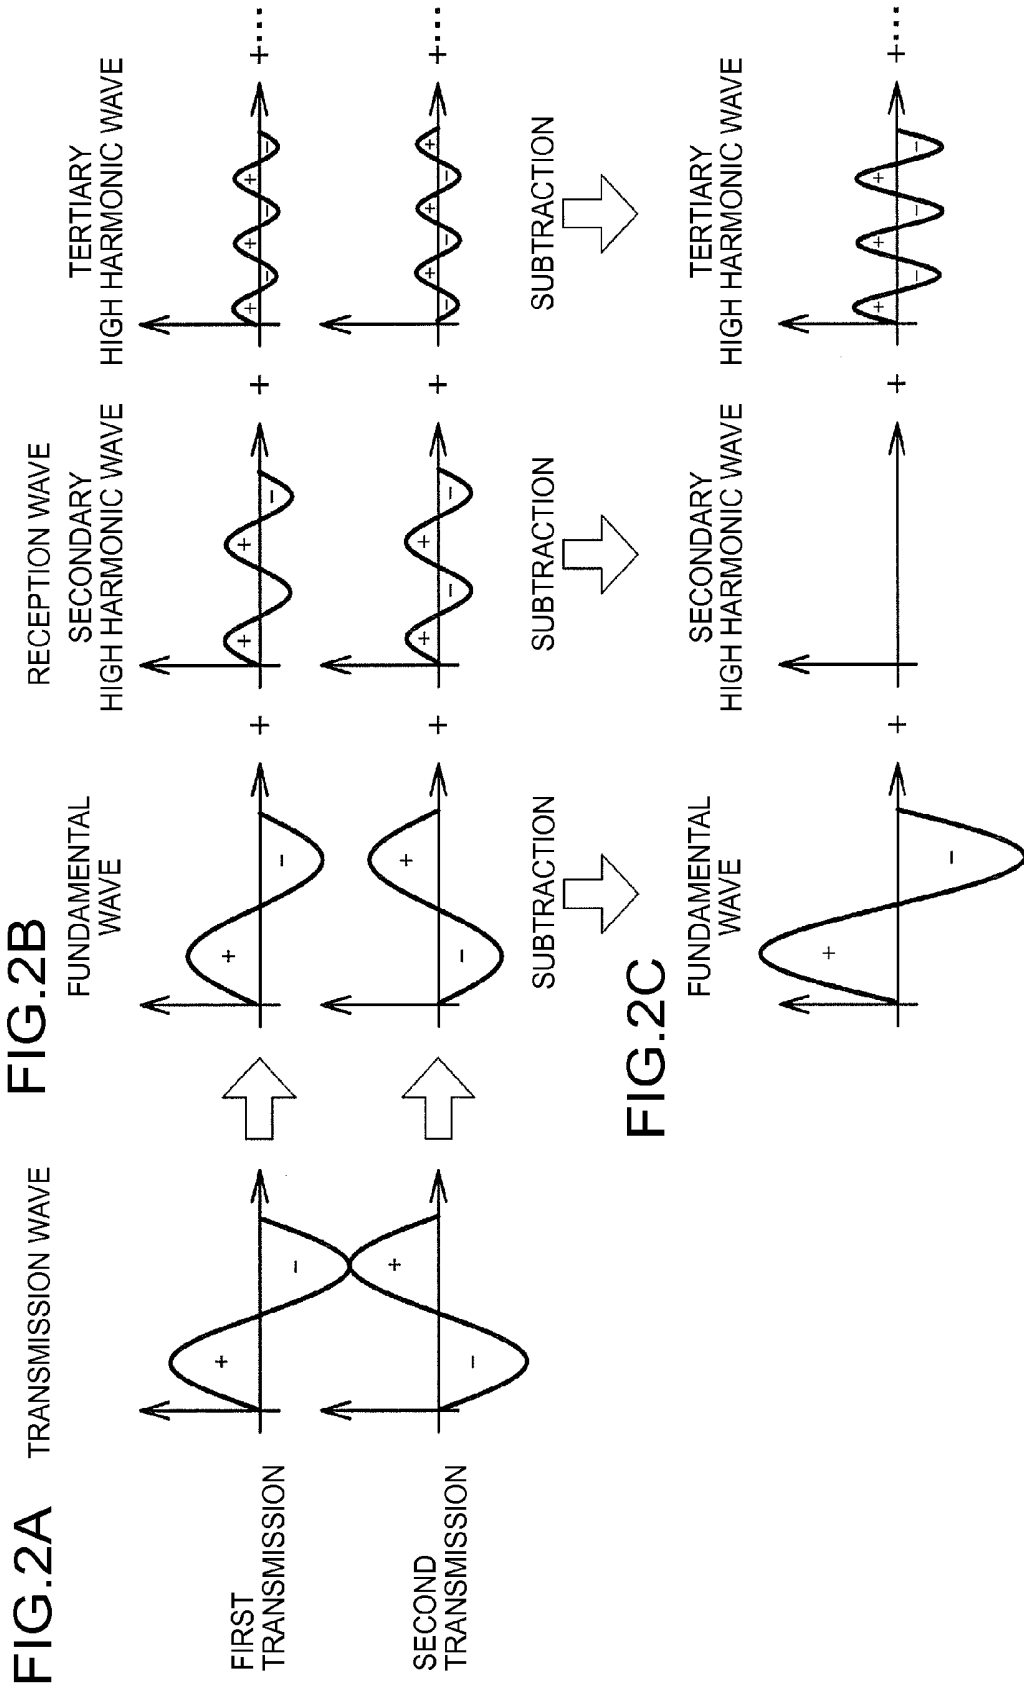 FIG.2A
TRANSMISSION WAVE
FIRST
TRANSMISSION
+
−
SECOND
TRANSMISSION
−
+
FIG.2B
RECEPTION WAVE
FUNDAMENTAL
WAVE
SECONDARY
HIGH HARMONIC WAVE
TERTIARY
HIGH HARMONIC WAVE
+ − + + + − + + − + − + − + ...
− + + + − + − + − + − + − + + ...
SUBTRACTION
SUBTRACTION
SUBTRACTION
FIG.2C
FUNDAMENTAL
WAVE
SECONDARY
HIGH HARMONIC WAVE
TERTIARY
HIGH HARMONIC WAVE
+ − + + + − + − + − + ...